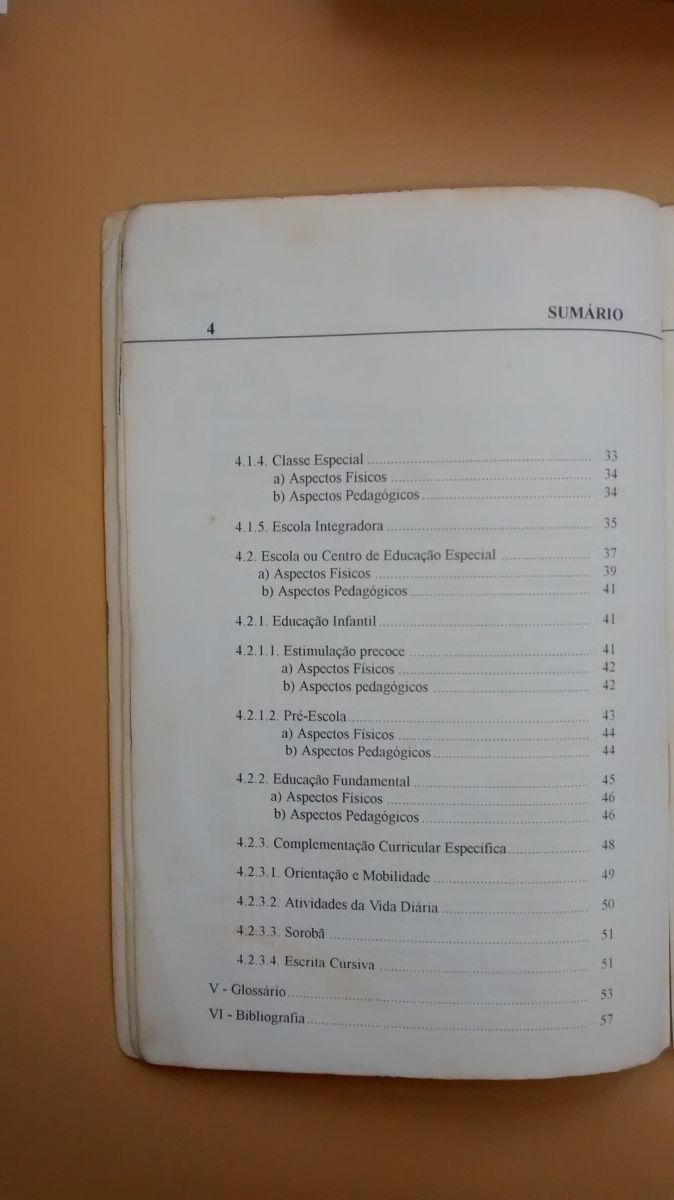 4
SUMÁRIO
4.1.4. Classe Especial ........ 33
a) Aspectos Físicos ........ 34
b) Aspectos Pedagógicos ........ 34
4.1.5. Escola Integradora ........ 35
4.2. Escola ou Centro de Educação Especial ........ 37
a) Aspectos Físicos ........ 39
b) Aspectos Pedagógicos ........ 41
4.2.1. Educação Infantil ........ 41
4.2.1.1. Estimulação precoce ........ 41
a) Aspectos Físicos ........ 42
b) Aspectos pedagógicos ........ 42
4.2.1.2. Pré-Escola ........ 43
a) Aspectos Físicos ........ 44
b) Aspectos Pedagógicos ........ 44
4.2.2. Educação Fundamental ........ 45
a) Aspectos Físicos ........ 46
b) Aspectos Pedagógicos ........ 46
4.2.3. Complementação Curricular Específica ........ 48
4.2.3.1. Orientação e Mobilidade ........ 49
4.2.3.2. Atividades da Vida Diária ........ 50
4.2.3.3. Sorobã ........ 51
4.2.3.4. Escrita Cursiva ........ 51
V - Glossário ........ 53
VI - Bibliografia ........ 57